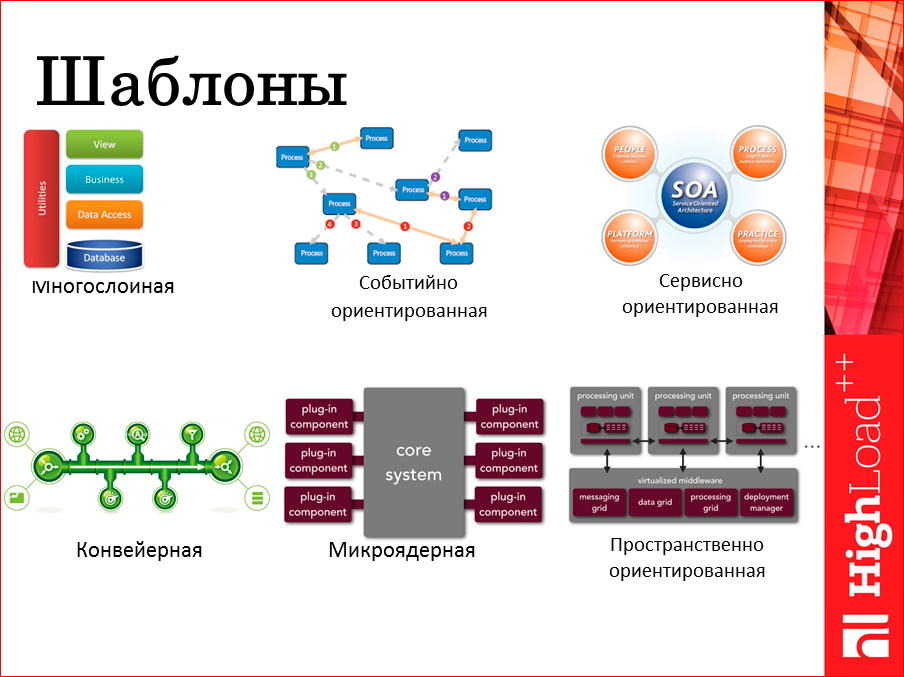 Шаблоны
Utilities
View
Business
Data Access
Database
Многослойная
Process
Process
Process
Process
Process
Process
Process
Process
Process
1
2
3
2
1
4
3
1
2
Событийно
ориентированная
PEOPLE
PROCESS
SOA
Service Oriented
Architecture
PLATFORM
PRACTICE
Сервисно
ориентированная
Конвейерная
plug-in
component
plug-in
component
plug-in
component
core
system
plug-in
component
plug-in
component
plug-in
component
Микроядерная
processing unit
processing unit
processing unit
...
virtualized middleware
messaging
grid
data grid
processing
grid
deployment
manager
Пространственно
ориентированная
HighLoad++